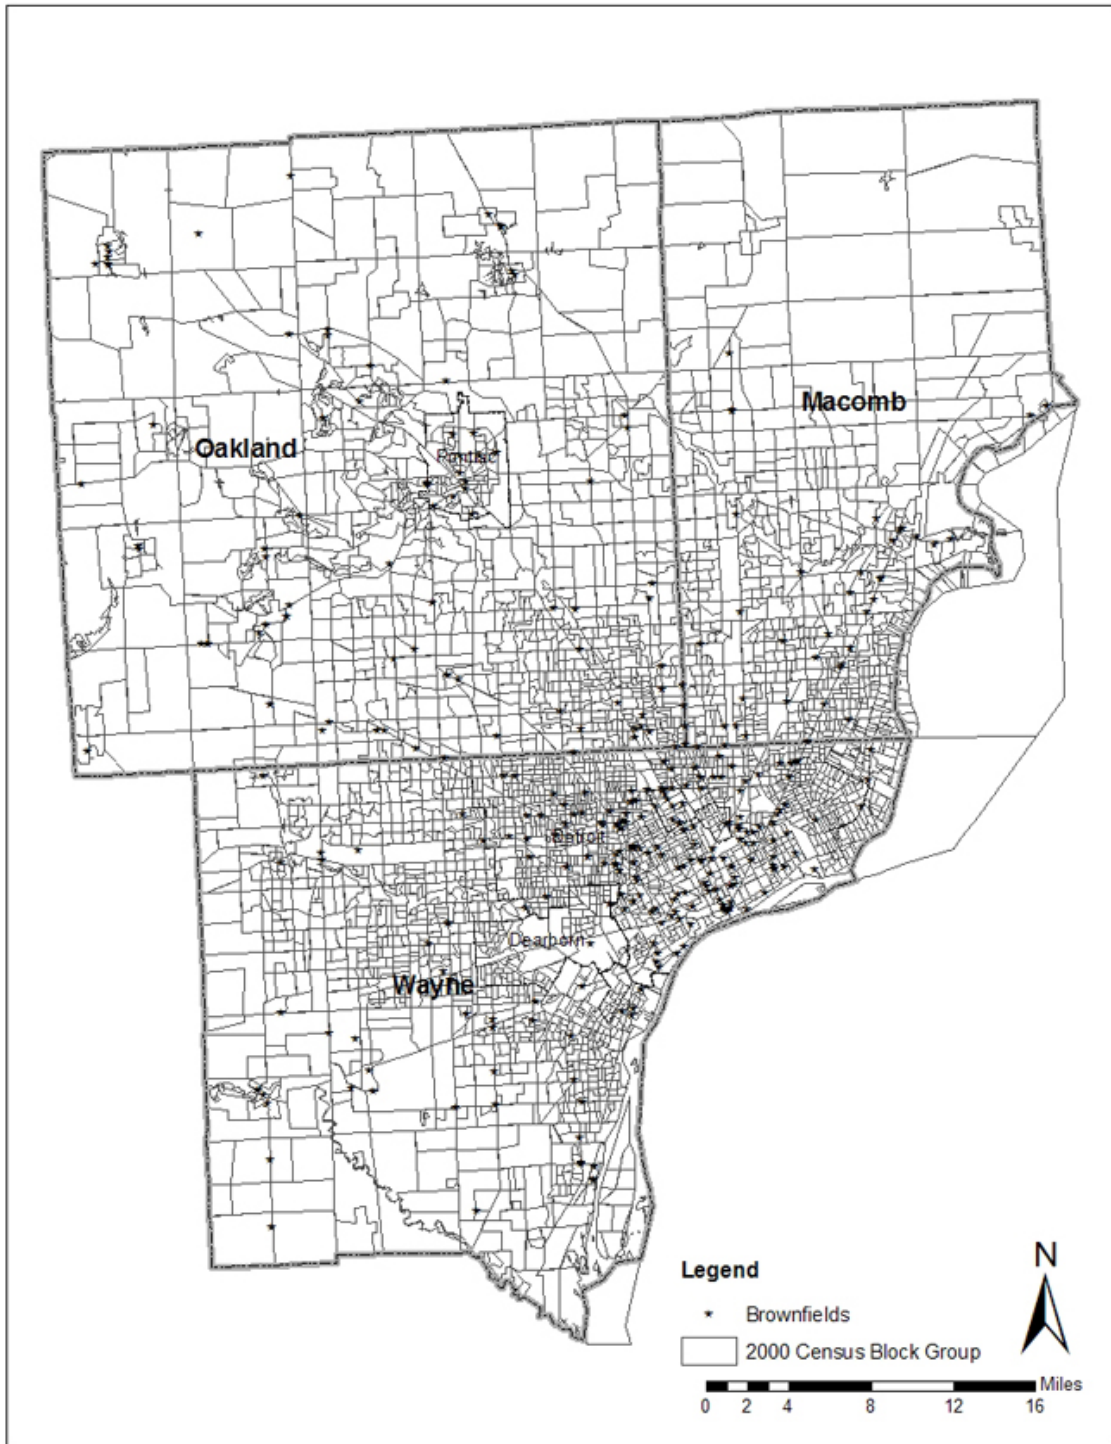 Macomb
Oakland
Pontiac
Detroit
Dearborn
Wayne
N
Legend
Brownfields
2000 Census Block Group
Miles
0 2 4 8 12 16